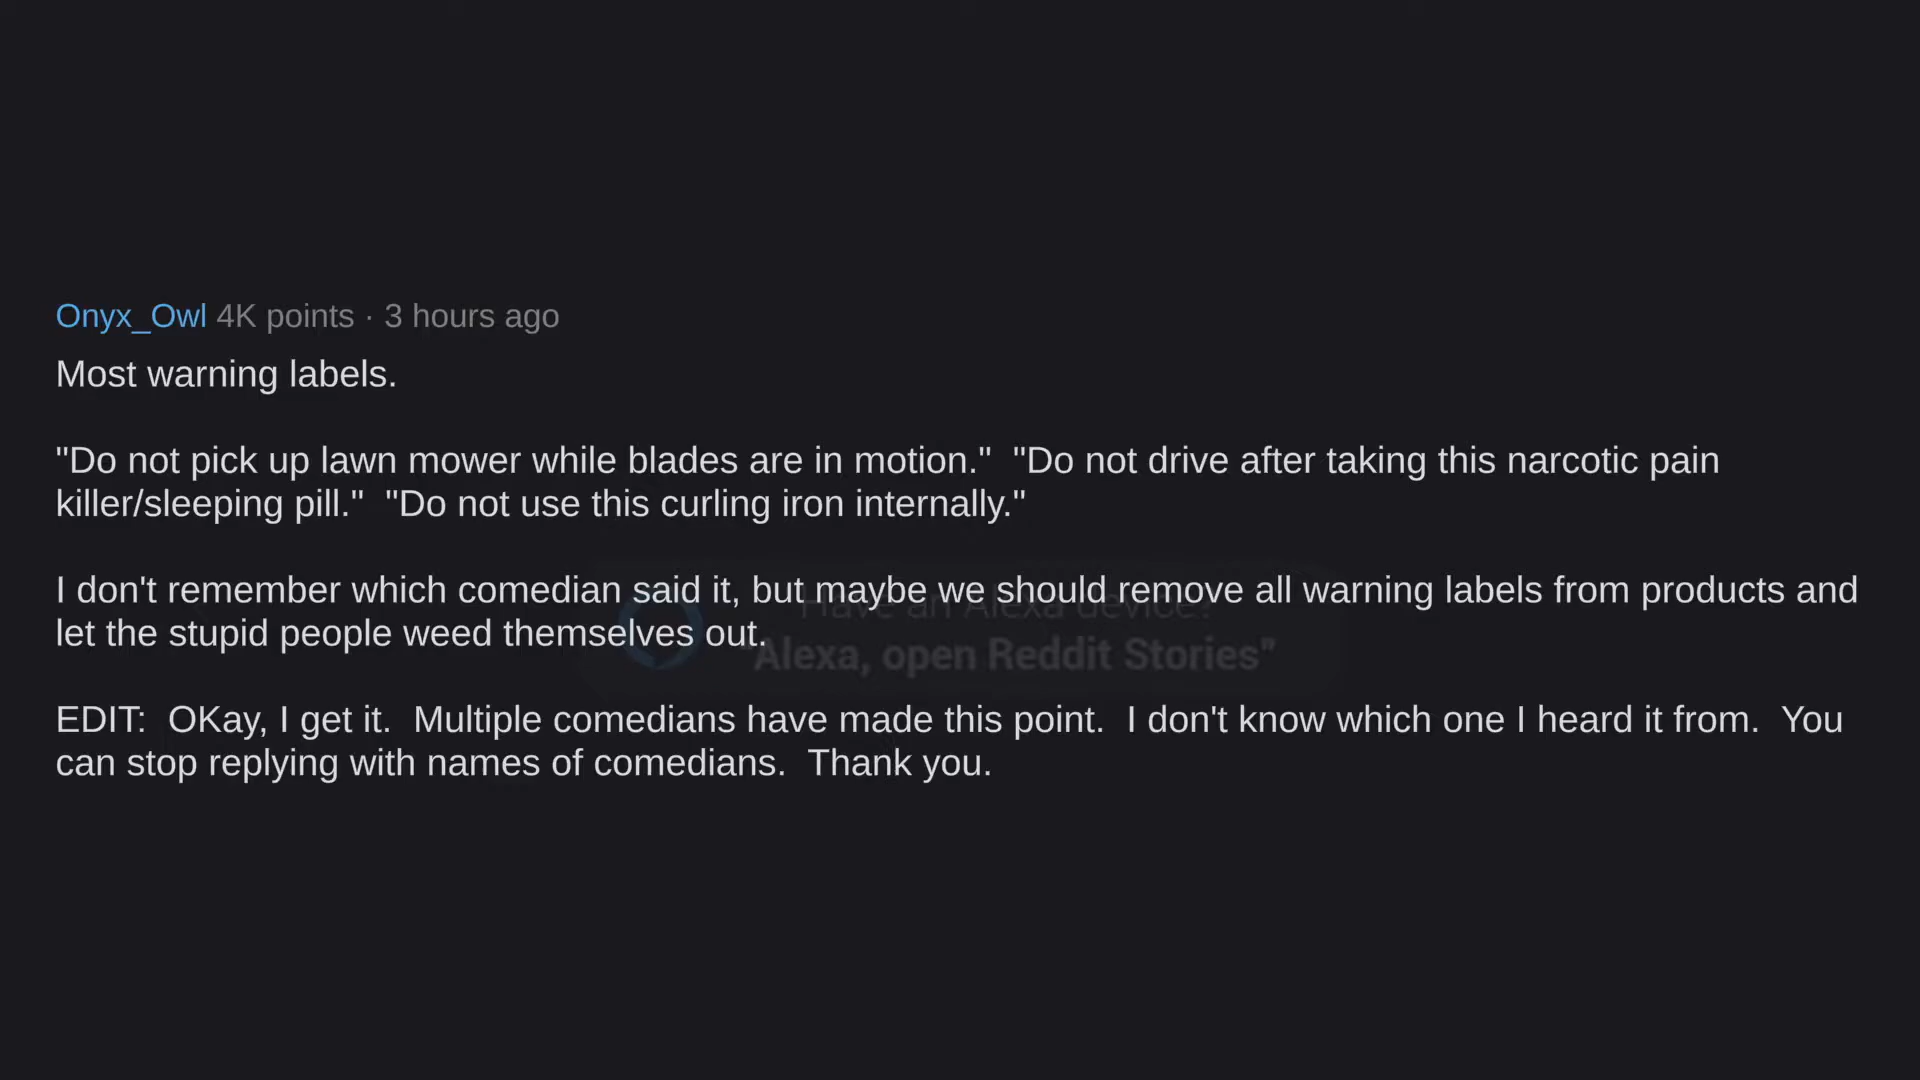 Onyx_Owl 4K points · 3 hours ago
Most warning labels.
"Do not pick up lawn mower while blades are in motion."  "Do not drive after taking this narcotic pain
killer/sleeping pill."  "Do not use this curling iron internally."
I don't remember which comedian said it, but maybe we should remove all warning labels from products and
let the stupid people weed themselves out.
Have an Alexa device?
"Alexa, open Reddit Stories"
EDIT:  OKay, I get it.  Multiple comedians have made this point.  I don't know which one I heard it from.  You
can stop replying with names of comedians.  Thank you.